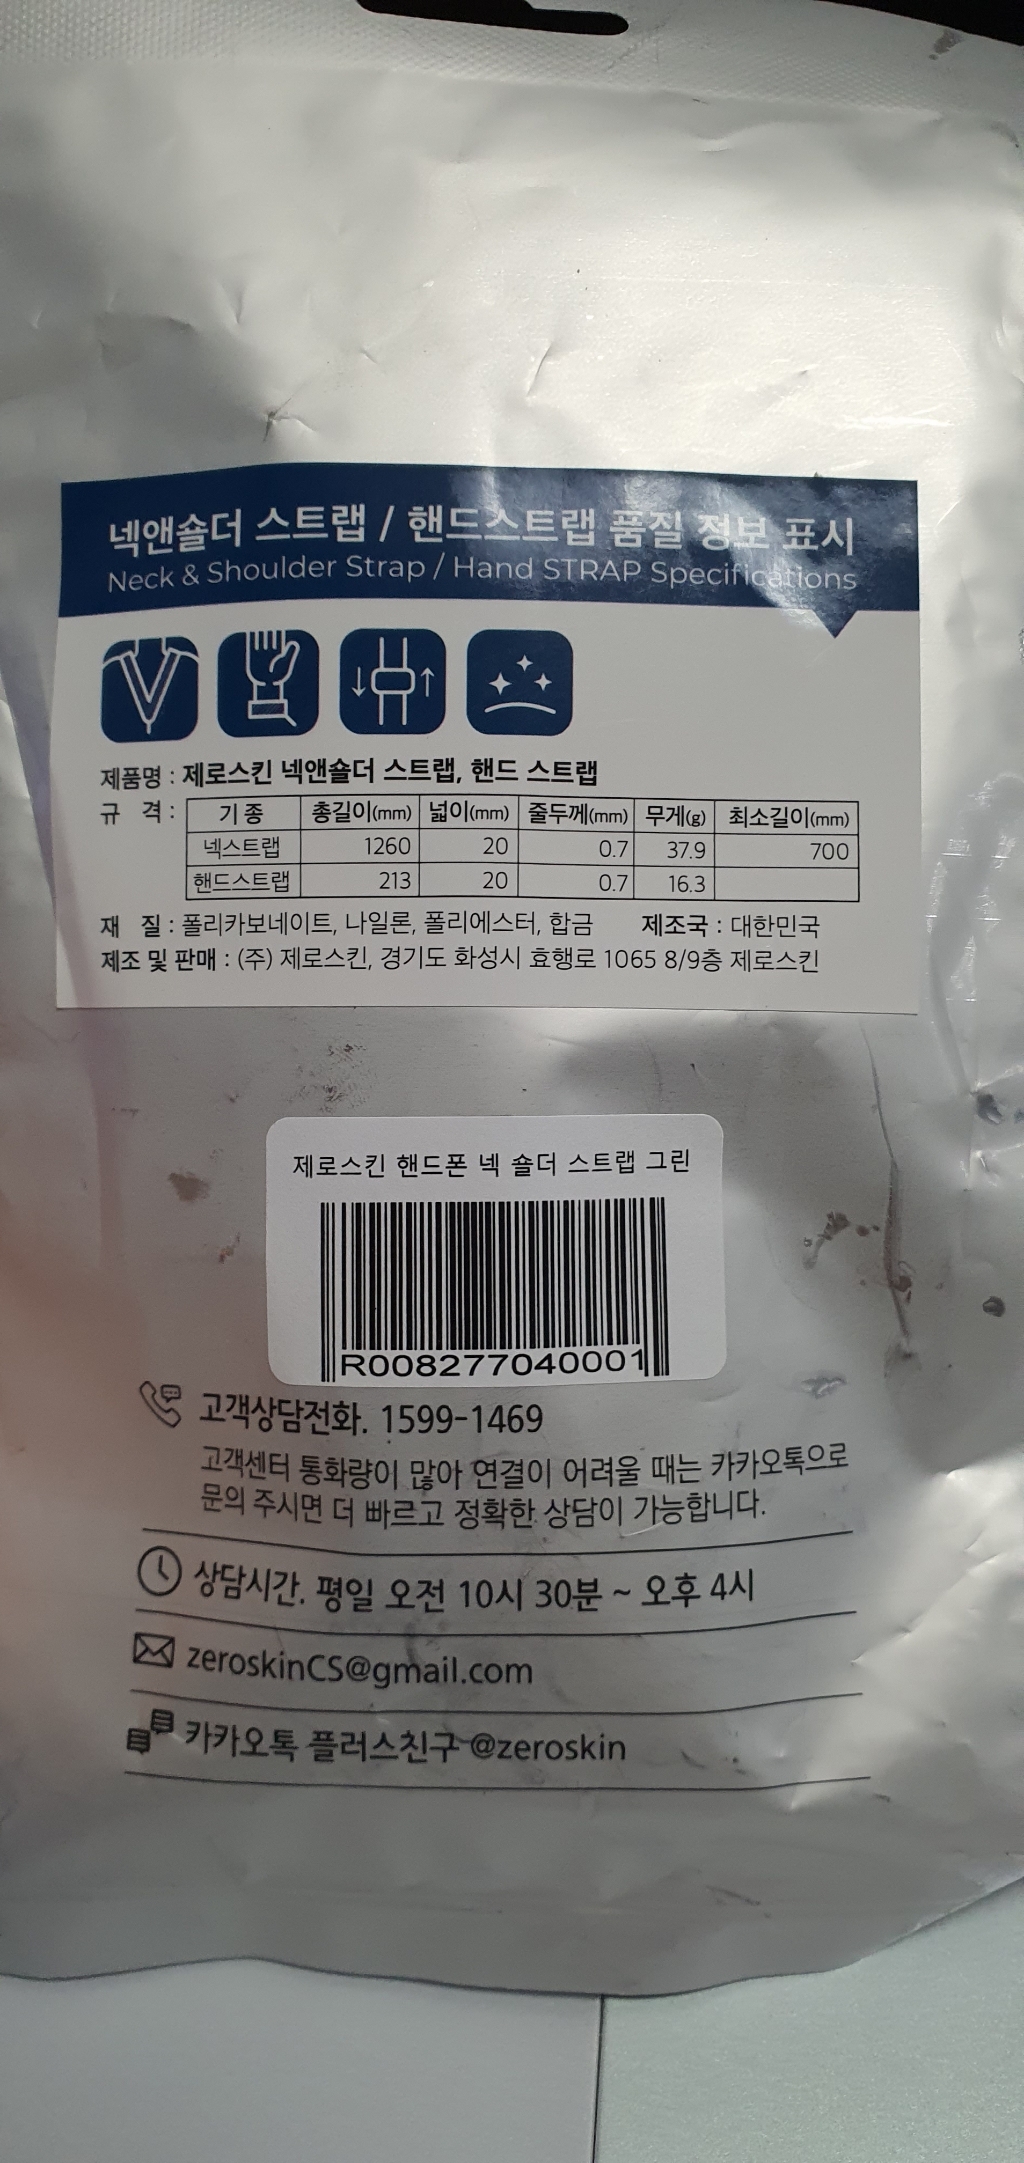 넥앤숄더 스트랩 / 핸드스트랩 품질 정보 표시
Neck & Shoulder Strap / Hand STRAP Specifications
제품명 : 제로스킨 넥앤숄더 스트랩, 핸드 스트랩
규 격 : 기 종 총길이(mm) 넓이(mm) 줄두께(mm) 무게(g) 최소길이(mm)
넥스트랩 1260 20 0.7 37.9 700
핸드스트랩 213 20 0.7 16.3
재 질 : 폴리카보네이트, 나일론, 폴리에스터, 합금 제조국 : 대한민국
제조 및 판매 : (주) 제로스킨, 경기도 화성시 효행로 1065 8/9층 제로스킨
제로스킨 핸드폰 넥 숄더 스트랩 그린
R008277040001
고객상담전화. 1599-1469
고객센터 통화량이 많아 연결이 어려울 때는 카카오톡으로
문의 주시면 더 빠르고 정확한 상담이 가능합니다.
상담시간. 평일 오전 10시 30분 ~ 오후 4시
zeroskinCS@gmail.com
카카오톡 플러스친구 @zeroskin